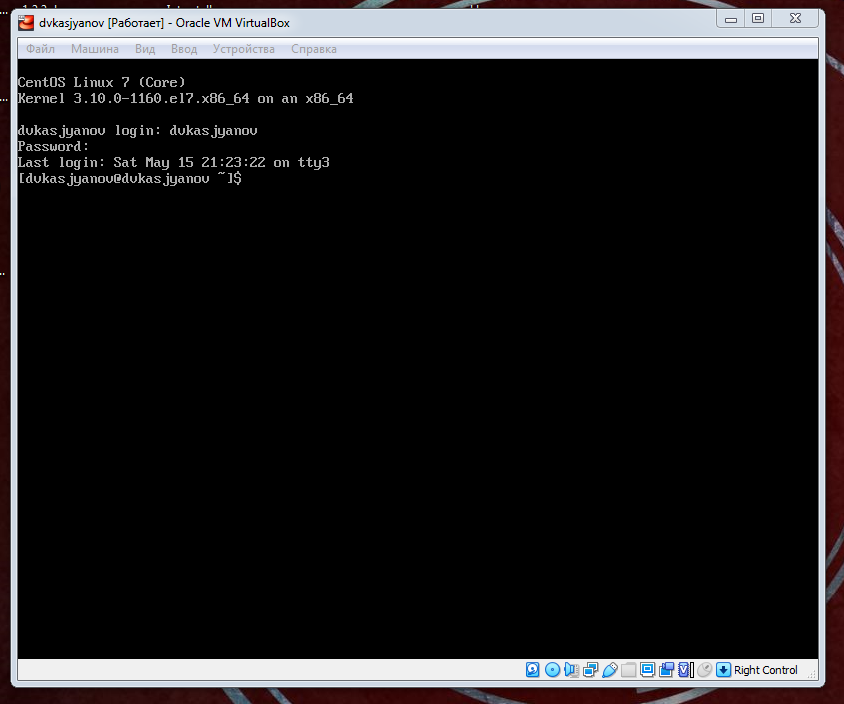 dvkasjyanov [Работает] - Oracle VM VirtualBox
Файл Машина Вид Ввод Устройства Справка
CentOS Linux 7 (Core)
Kernel 3.10.0-1160.el7.x86_64 on an x86_64
dvkasjyanov login: dvkasjyanov
Password:
Last login: Sat May 15 21:23:22 on tty3
[dvkasjyanov@dvkasjyanov ~]$
Right Control